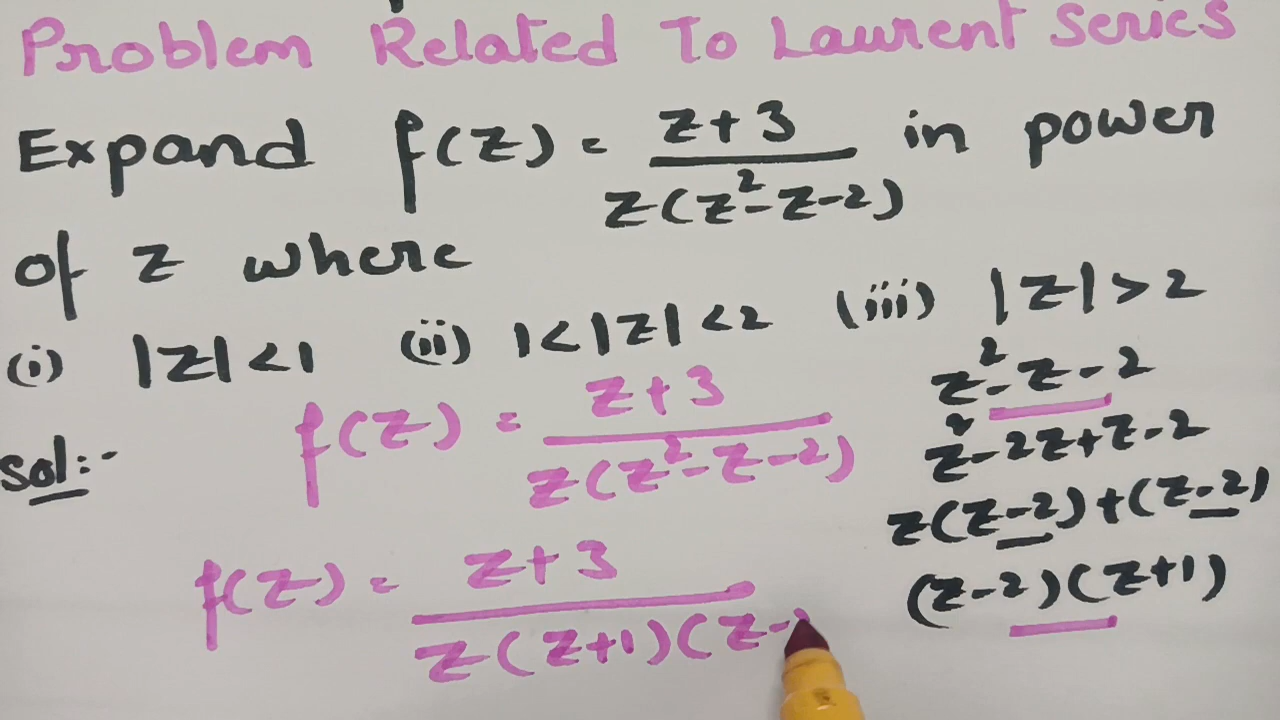 Problem Related To Laurent Series
Expand f(z) = z+3 / z(z²-z-2) in power
of z where
(i) |z|<1 (ii) 1<|z|<2 (iii) |z|>2
Sol:-
f(z) = z+3 / z(z²-z-2)
f(z) = z+3 / z(z+1)(z-
z²-z-2
z²-2z+z-2
z(z-2)+(z-2)
(z-2)(z+1)